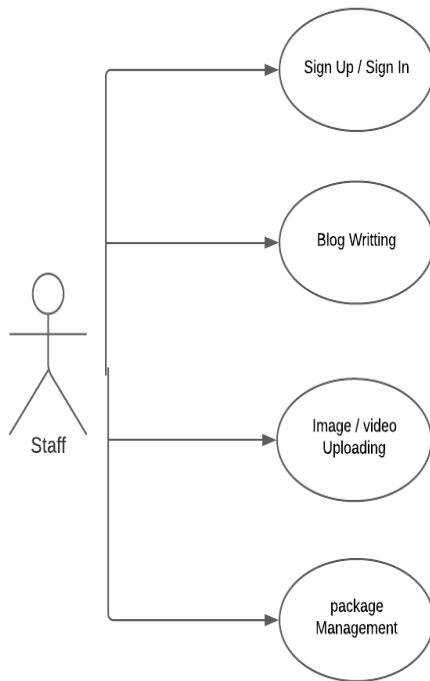 Sign Up / Sign In
Blog Writting
Image / video
Uploading
Staff
package
Management